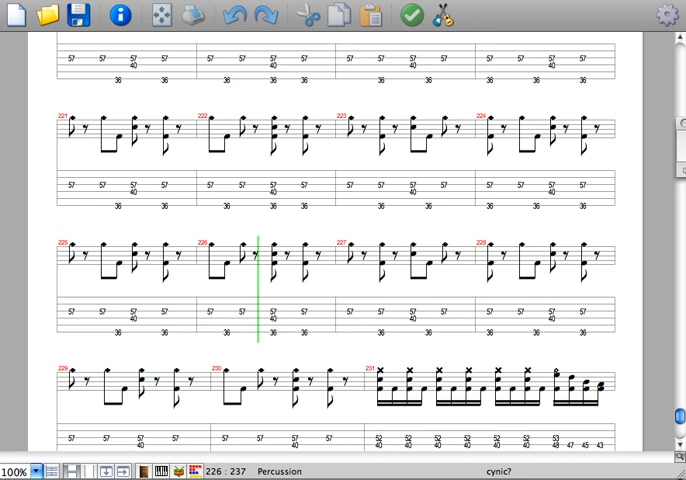 57 57 57 57 57 57 57 57 57 57 57 57 57 57 57 57
40 40 40 40
36 36 36 36 36 36 36
221 222 223 224
57 57 57 57 57 57 57 57 57 57 57 57 57 57 57 57
40 40 40 40
36 36 36 36 36 36 36
225 226 227 228
57 57 57 57 57 57 57 57 57 57 57 57 57 57 57 57
40 40 40 40
36 36 36 36 36 36 36
229 230 231
57 57 57 57 57 57 57 57 52 52 52 52 52 52 53
40 40 40 40 40 40 40 40 48 47 45 43
100% 226 : 237 Percussion cynic?